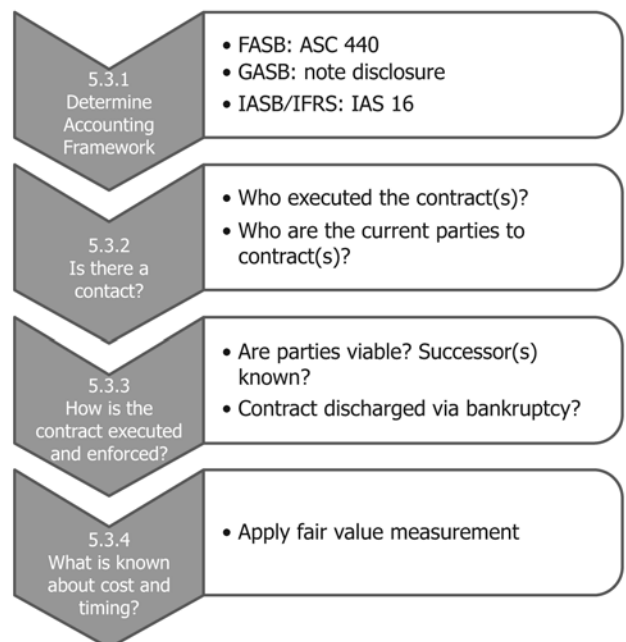 5.3.1
Determine
Accounting
Framework
• FASB: ASC 440
• GASB: note disclosure
• IASB/IFRS: IAS 16
5.3.2
Is there a
contact?
• Who executed the contract(s)?
• Who are the current parties to
contract(s)?
5.3.3
How is the
contract executed
and enforced?
• Are parties viable? Successor(s)
known?
• Contract discharged via bankruptcy?
5.3.4
What is known
about cost and
timing?
• Apply fair value measurement